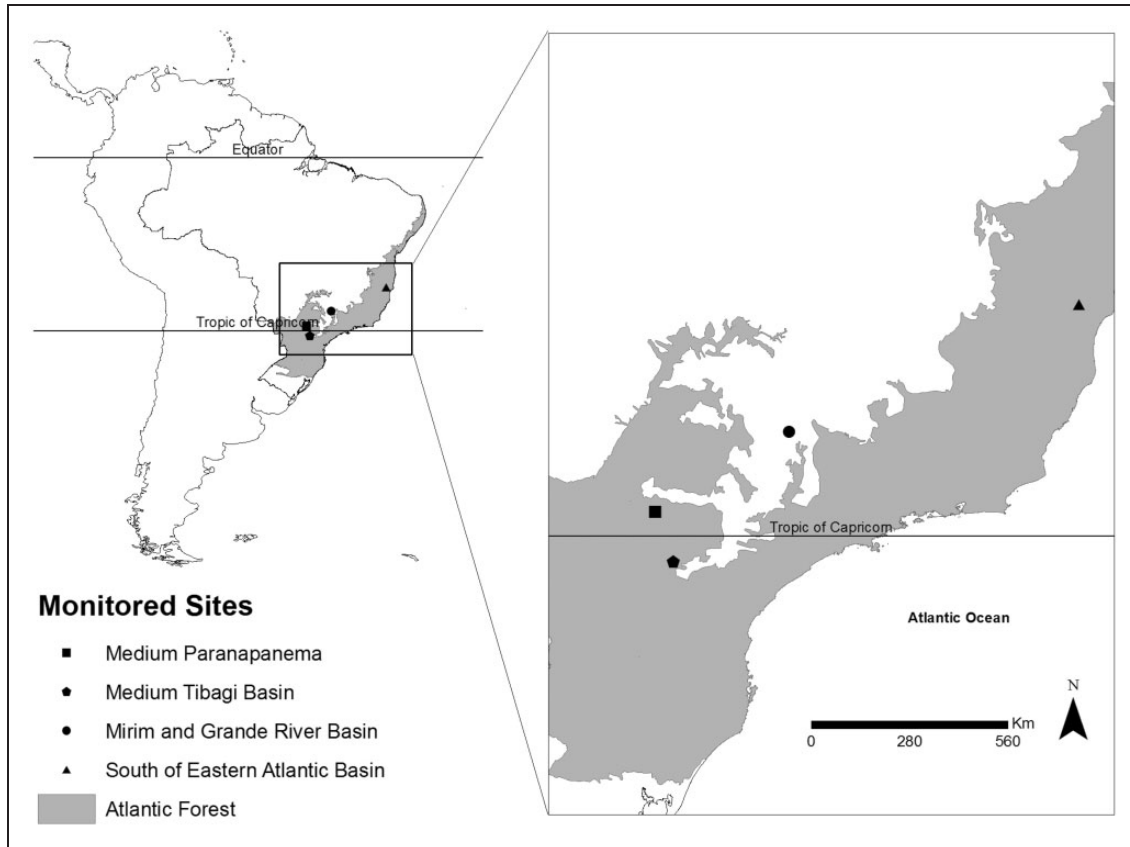 Equator
Tropic of Capricorn
Monitored Sites
Medium Paranapanema
Medium Tibagi Basin
Mirim and Grande River Basin
South of Eastern Atlantic Basin
Atlantic Forest
Tropic of Capricorn
Atlantic Ocean
N
Km
0 280 560